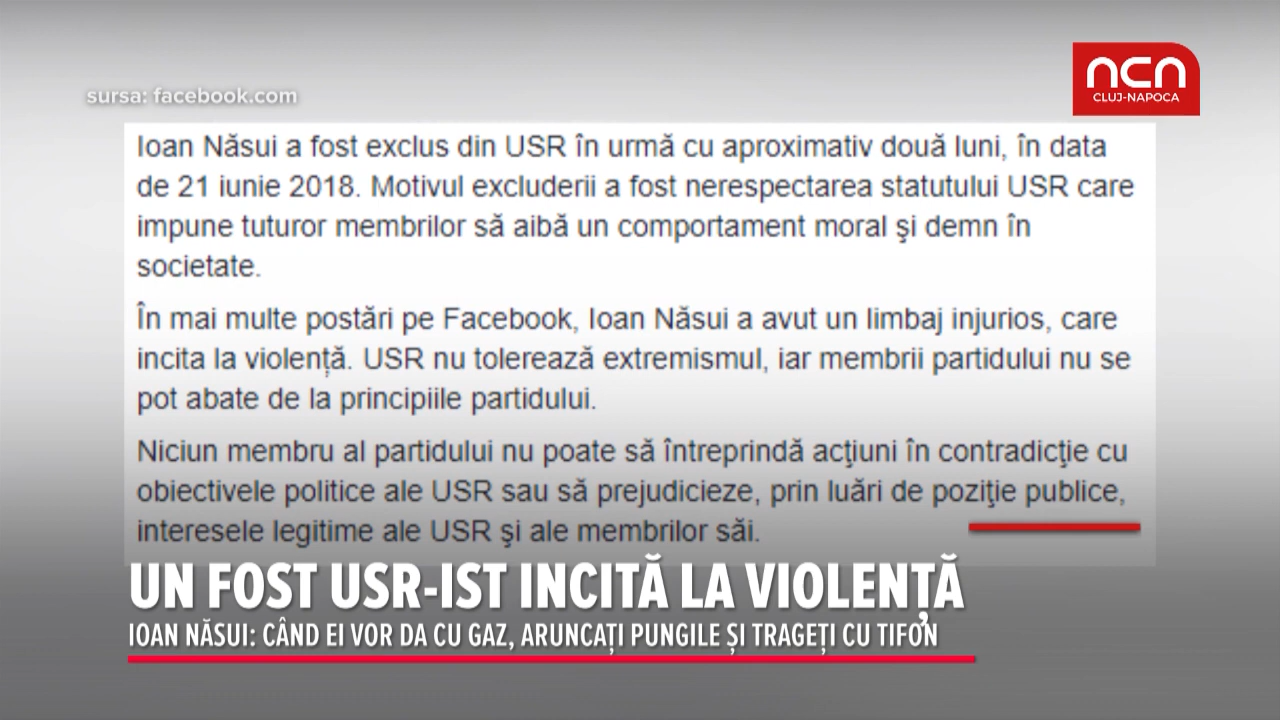 sursa: facebook.com
ncn
CLUJ-NAPOCA
Ioan Năsui a fost exclus din USR în urmă cu aproximativ două luni, în data
de 21 iunie 2018. Motivul excluderii a fost nerespectarea statutului USR care
impune tuturor membrilor să aibă un comportament moral şi demn în
societate.
În mai multe postări pe Facebook, Ioan Năsui a avut un limbaj injurios, care
incita la violență. USR nu tolerează extremismul, iar membrii partidului nu se
pot abate de la principiile partidului.
Niciun membru al partidului nu poate să întreprindă acţiuni în contradicţie cu
obiectivele politice ale USR sau să prejudicieze, prin luări de poziţie publice,
interesele legitime ale USR şi ale membrilor săi.
UN FOST USR-IST INCITĂ LA VIOLENȚĂ
IOAN NĂSUI: CÂND EI VOR DA CU GAZ, ARUNCAȚI PUNGILE ȘI TRAGEȚI CU TIFON